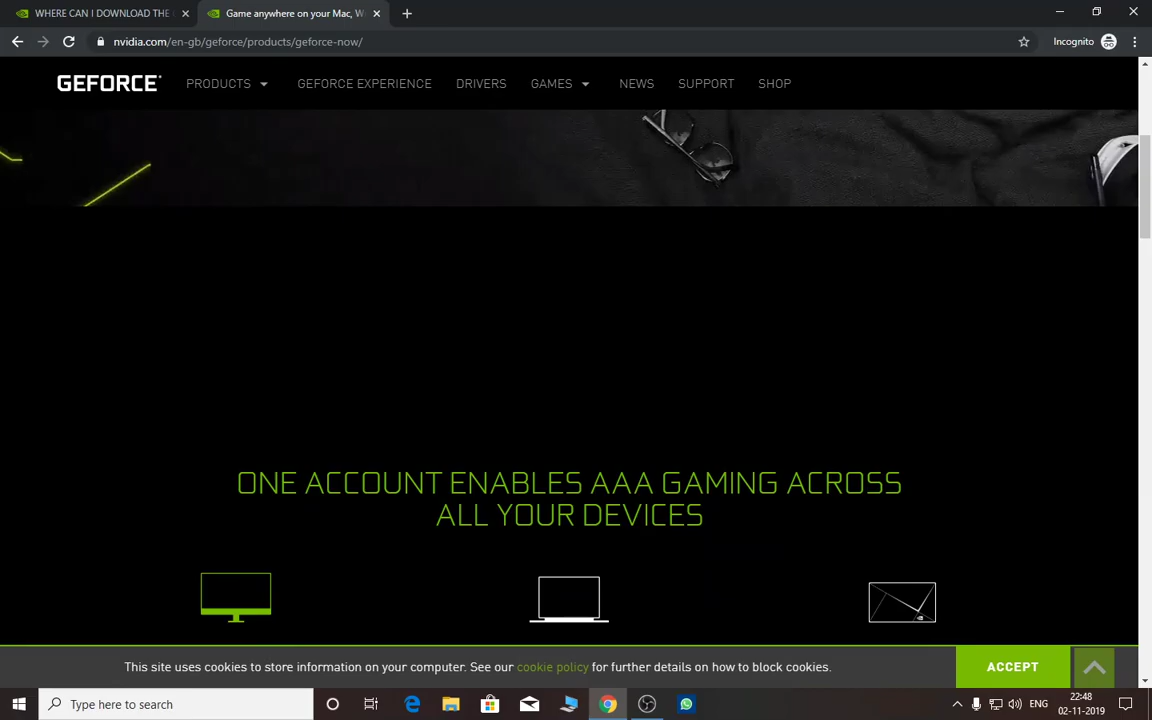 WHERE CAN I DOWNLOAD THE
Game anywhere on your Mac, W
nvidia.com/en-gb/geforce/products/geforce-now/
Incognito
GEFORCE
PRODUCTS
GEFORCE EXPERIENCE
DRIVERS
GAMES
NEWS
SUPPORT
SHOP
ONE ACCOUNT ENABLES AAA GAMING ACROSS
ALL YOUR DEVICES
This site uses cookies to store information on your computer. See our cookie policy for further details on how to block cookies.
ACCEPT
Type here to search
ENG
22:48
02-11-2019